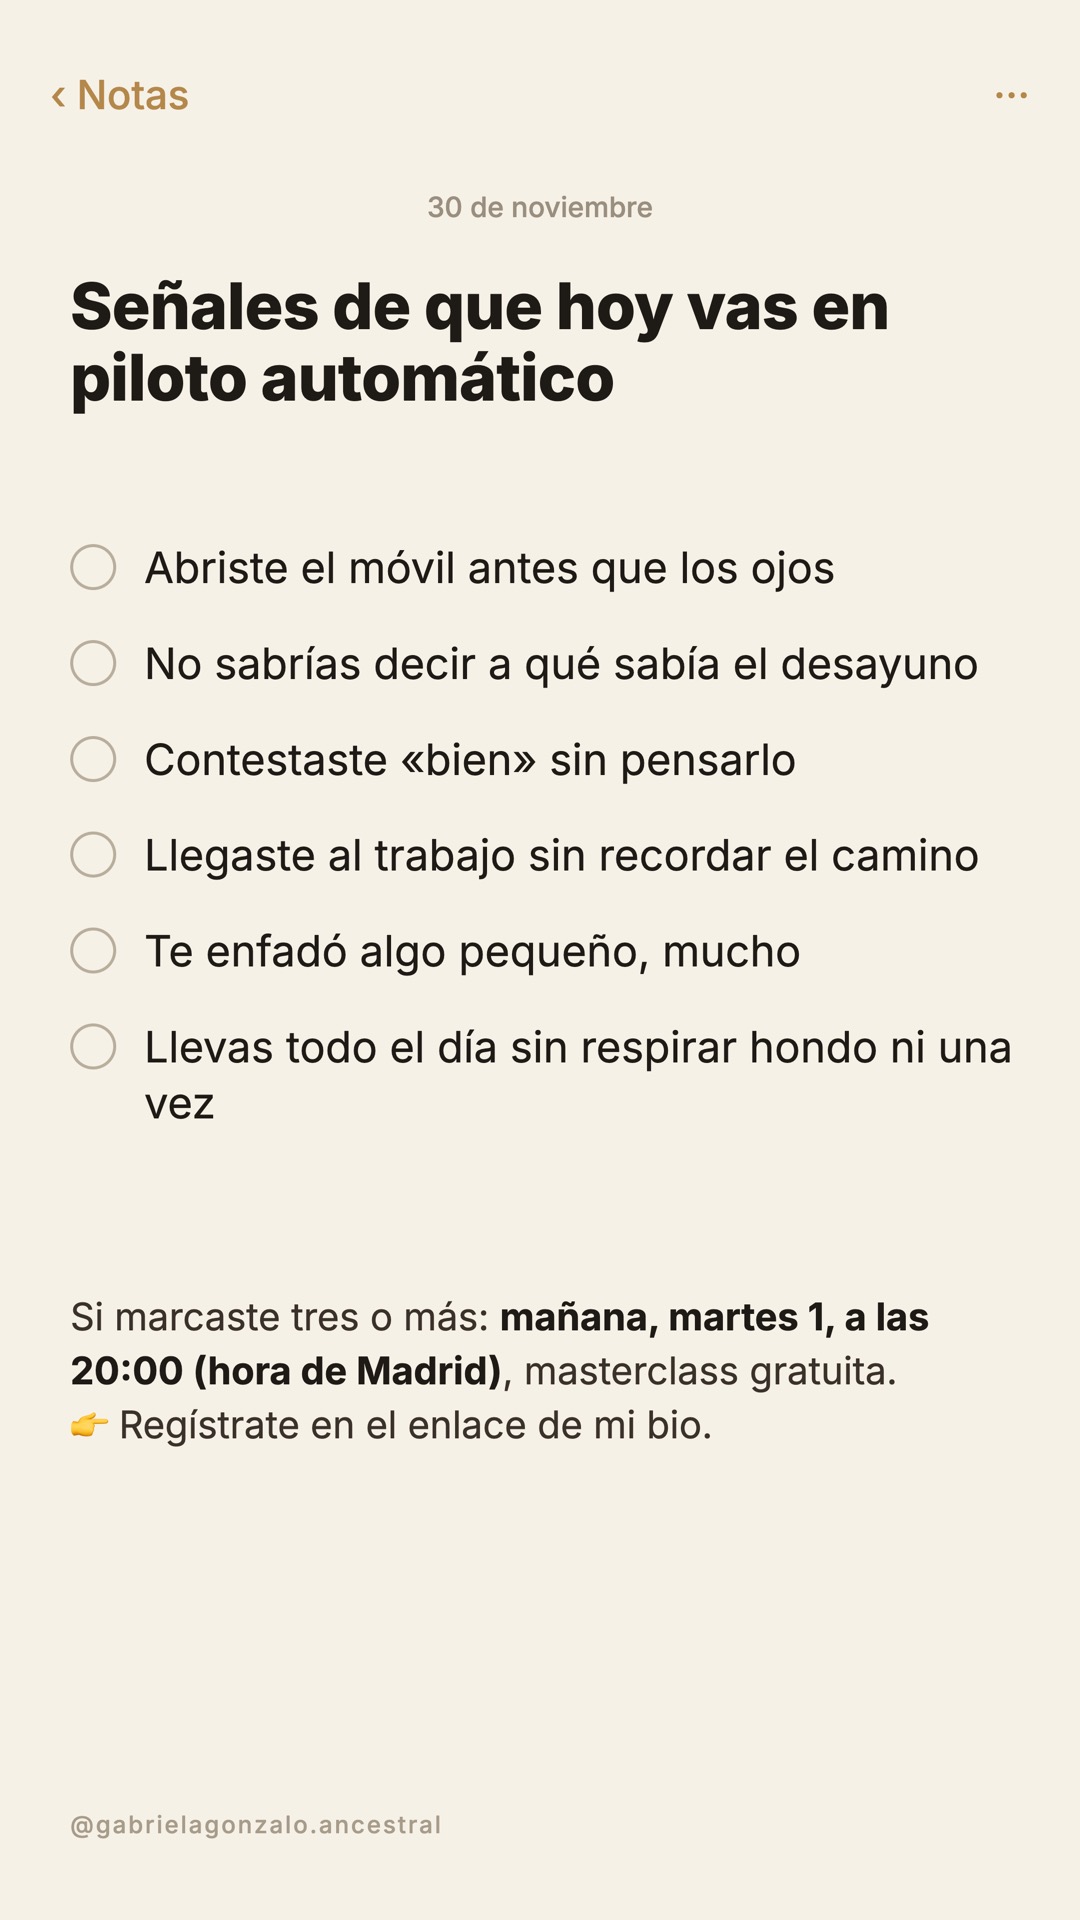 ‹ Notas
...
30 de noviembre
Señales de que hoy vas en
piloto automático
Abriste el móvil antes que los ojos
No sabrías decir a qué sabía el desayuno
Contestaste «bien» sin pensarlo
Llegaste al trabajo sin recordar el camino
Te enfadó algo pequeño, mucho
Llevas todo el día sin respirar hondo ni una
vez
Si marcaste tres o más: mañana, martes 1, a las
20:00 (hora de Madrid), masterclass gratuita.
👉 Regístrate en el enlace de mi bio.
@gabrielagonzalo.ancestral